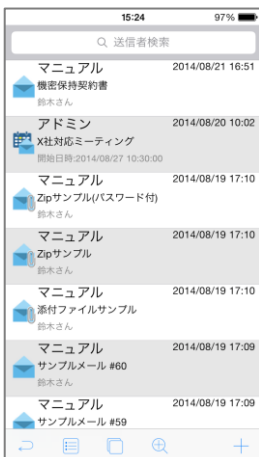 15:24 97%
送信者検索
マニュアル 2014/08/21 16:51
機密保持契約書
鈴木さん
アドミン 2014/08/20 10:02
X社対応ミーティング
開始日時:2014/08/27 10:30:00
マニュアル 2014/08/19 17:10
Zipサンプル(パスワード付)
鈴木さん
マニュアル 2014/08/19 17:10
Zipサンプル
鈴木さん
マニュアル 2014/08/19 17:10
添付ファイルサンプル
鈴木さん
マニュアル 2014/08/19 17:09
サンプルメール #60
鈴木さん
マニュアル 2014/08/19 17:09
サンプルメール #59